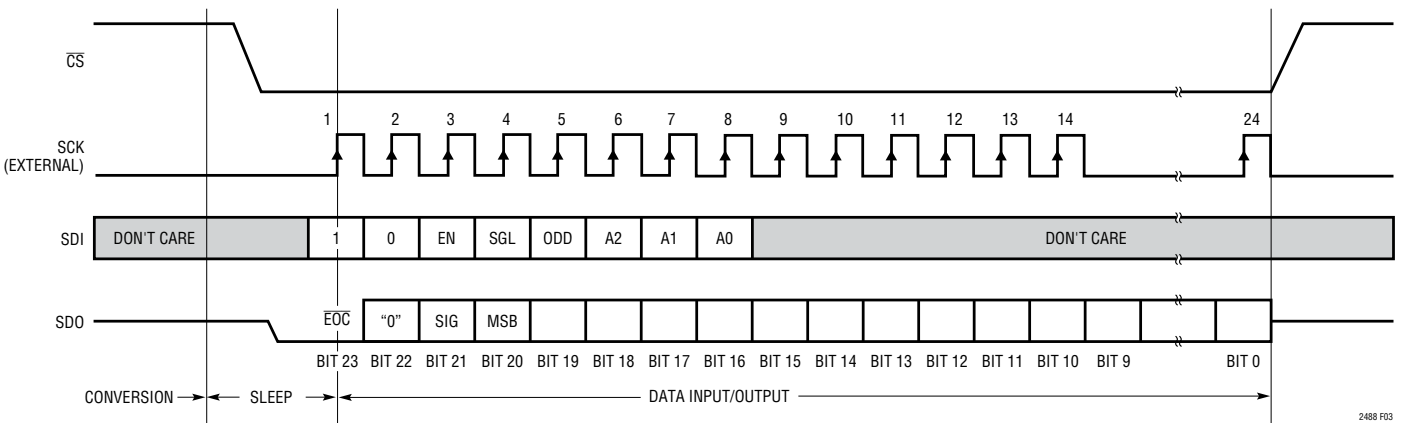 CS
1 2 3 4 5 6 7 8 9 10 11 12 13 14 24
SCK
(EXTERNAL)
SDI DON'T CARE 1 0 EN SGL ODD A2 A1 A0 DON'T CARE
SDO EOC "0" SIG MSB
BIT 23 BIT 22 BIT 21 BIT 20 BIT 19 BIT 18 BIT 17 BIT 16 BIT 15 BIT 14 BIT 13 BIT 12 BIT 11 BIT 10 BIT 9 BIT 0
CONVERSION SLEEP DATA INPUT/OUTPUT
2488 F03